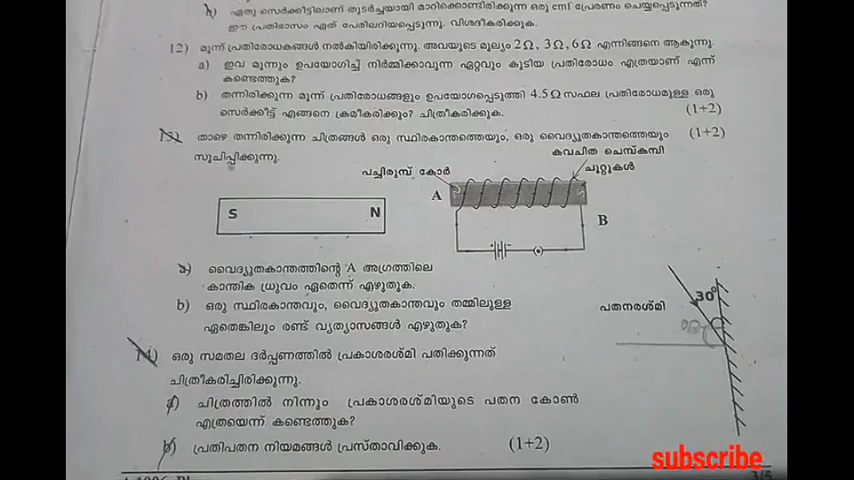 ഏതു സെർക്കീട്ടിലാണ് തുടർച്ചയായി മാറിക്കൊണ്ടിരിക്കുന്ന ഒരു emf പ്രേരണം ചെയ്യപ്പെടുന്നത്?
ഈ പ്രതിഭാസം ഏത് പേരിലറിയപ്പെടുന്നു. വിശദീകരിക്കുക.
12) മൂന്ന് പ്രതിരോധകങ്ങൾ നൽകിയിരിക്കുന്നു. അവയുടെ മൂല്യം 2Ω, 3Ω, 6Ω എന്നിങ്ങനെ ആകുന്നു.
a) ഇവ മൂന്നും ഉപയോഗിച്ച് നിർമ്മിക്കാവുന്ന ഏറ്റവും കൂടിയ പ്രതിരോധം എത്രയാണ് എന്ന്
കണ്ടെത്തുക?
b) തന്നിരിക്കുന്ന മൂന്ന് പ്രതിരോധങ്ങളും ഉപയോഗപ്പെടുത്തി 4.5Ω സഫല പ്രതിരോധമുള്ള ഒരു
സെർക്കീട്ട് എങ്ങനെ ക്രമീകരിക്കും? ചിത്രീകരിക്കുക. (1+2)
13) താഴെ തന്നിരിക്കുന്ന ചിത്രങ്ങൾ ഒരു സ്ഥിരകാന്തത്തെയും, ഒരു വൈദ്യുതകാന്തത്തെയും (1+2)
സൂചിപ്പിക്കുന്നു.
കവചിത ചെമ്പുകമ്പി
ചുറ്റുകൾ
പച്ചിരുമ്പ് കോർ
A
S N
B
a) വൈദ്യുതകാന്തത്തിന്റെ A അഗ്രത്തിലെ
കാന്തിക ധ്രുവം ഏതെന്ന് എഴുതുക.
b) ഒരു സ്ഥിരകാന്തവും, വൈദ്യുതകാന്തവും തമ്മിലുള്ള
ഏതെങ്കിലും രണ്ട് വ്യത്യാസങ്ങൾ എഴുതുക?
30°
പതനരശ്മി
14) ഒരു സമതല ദർപ്പണത്തിൽ പ്രകാശരശ്മി പതിക്കുന്നത്
ചിത്രീകരിച്ചിരിക്കുന്നു.
a) ചിത്രത്തിൽ നിന്നും പ്രകാശരശ്മിയുടെ പതന കോൺ
എത്രയെന്ന് കണ്ടെത്തുക?
b) പ്രതിപതന നിയമങ്ങൾ പ്രസ്താവിക്കുക. (1+2)
subscribe
3/5